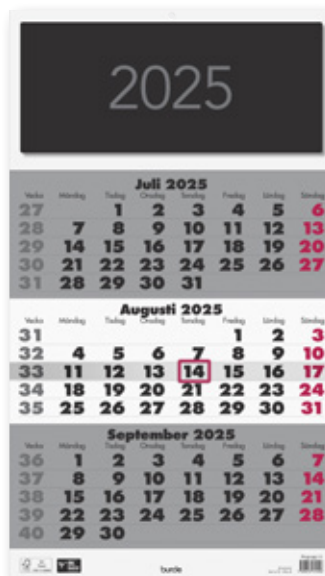 2025
Juli 2025
Vecka Måndag Tisdag Onsdag Torsdag Fredag Lördag Söndag
27 1 2 3 4 5 6
28 7 8 9 10 11 12 13
29 14 15 16 17 18 19 20
30 21 22 23 24 25 26 27
31 28 29 30 31
Augusti 2025
Vecka Måndag Tisdag Onsdag Torsdag Fredag Lördag Söndag
31 1 2 3
32 4 5 6 7 8 9 10
33 11 12 13 14 15 16 17
34 18 19 20 21 22 23 24
35 25 26 27 28 29 30 31
September 2025
Vecka Måndag Tisdag Onsdag Torsdag Fredag Lördag Söndag
36 1 2 3 4 5 6 7
37 8 9 10 11 12 13 14
38 15 16 17 18 19 20 21
39 22 23 24 25 26 27 28
40 29 30
burde